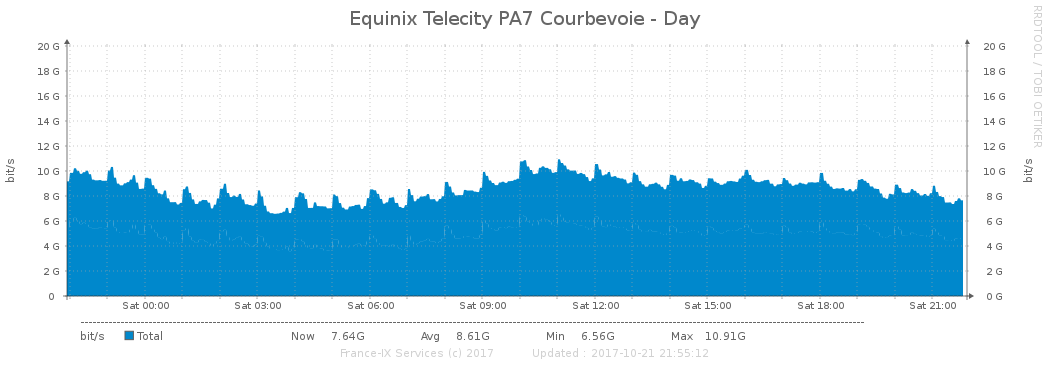 Equinix Telecity PA7 Courbevoie - Day
RRDTOOL / TOBI OETIKER
bit/s
20 G 20 G
18 G 18 G
16 G 16 G
14 G 14 G
12 G 12 G
10 G 10 G
8 G 8 G
6 G 6 G
4 G 4 G
2 G 2 G
0 0 G
bit/s
Sat 00:00 Sat 03:00 Sat 06:00 Sat 09:00 Sat 12:00 Sat 15:00 Sat 18:00 Sat 21:00
bit/s Total Now 7.64G Avg 8.61G Min 6.56G Max 10.91G
France-IX Services (c) 2017 Updated : 2017-10-21 21:55:12